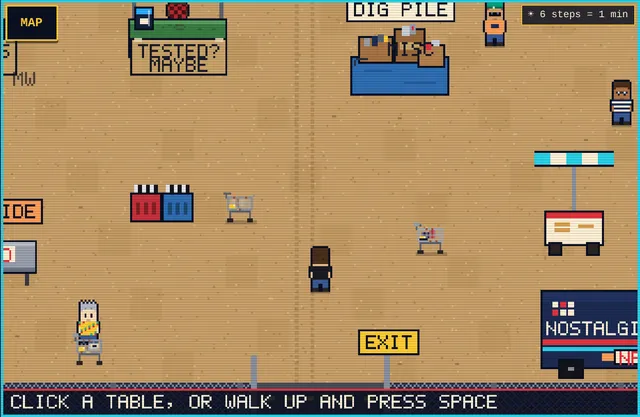 MAP
DIG PILE
☀ 6 steps = 1 min
TESTED?
MAYBE
MISC
MW
IDE
EXIT
NOSTALGI
CLICK A TABLE, OR WALK UP AND PRESS SPACE